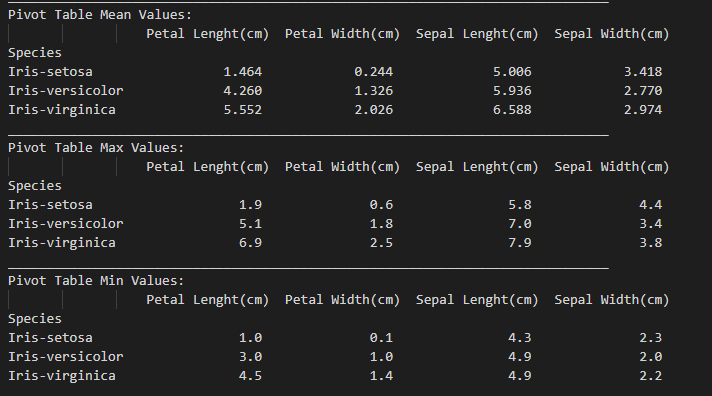 Pivot Table Mean Values:
Petal Lenght(cm) Petal Width(cm) Sepal Lenght(cm) Sepal Width(cm)
Species
Iris-setosa 1.464 0.244 5.006 3.418
Iris-versicolor 4.260 1.326 5.936 2.770
Iris-virginica 5.552 2.026 6.588 2.974
Pivot Table Max Values:
Petal Lenght(cm) Petal Width(cm) Sepal Lenght(cm) Sepal Width(cm)
Species
Iris-setosa 1.9 0.6 5.8 4.4
Iris-versicolor 5.1 1.8 7.0 3.4
Iris-virginica 6.9 2.5 7.9 3.8
Pivot Table Min Values:
Petal Lenght(cm) Petal Width(cm) Sepal Lenght(cm) Sepal Width(cm)
Species
Iris-setosa 1.0 0.1 4.3 2.3
Iris-versicolor 3.0 1.0 4.9 2.0
Iris-virginica 4.5 1.4 4.9 2.2